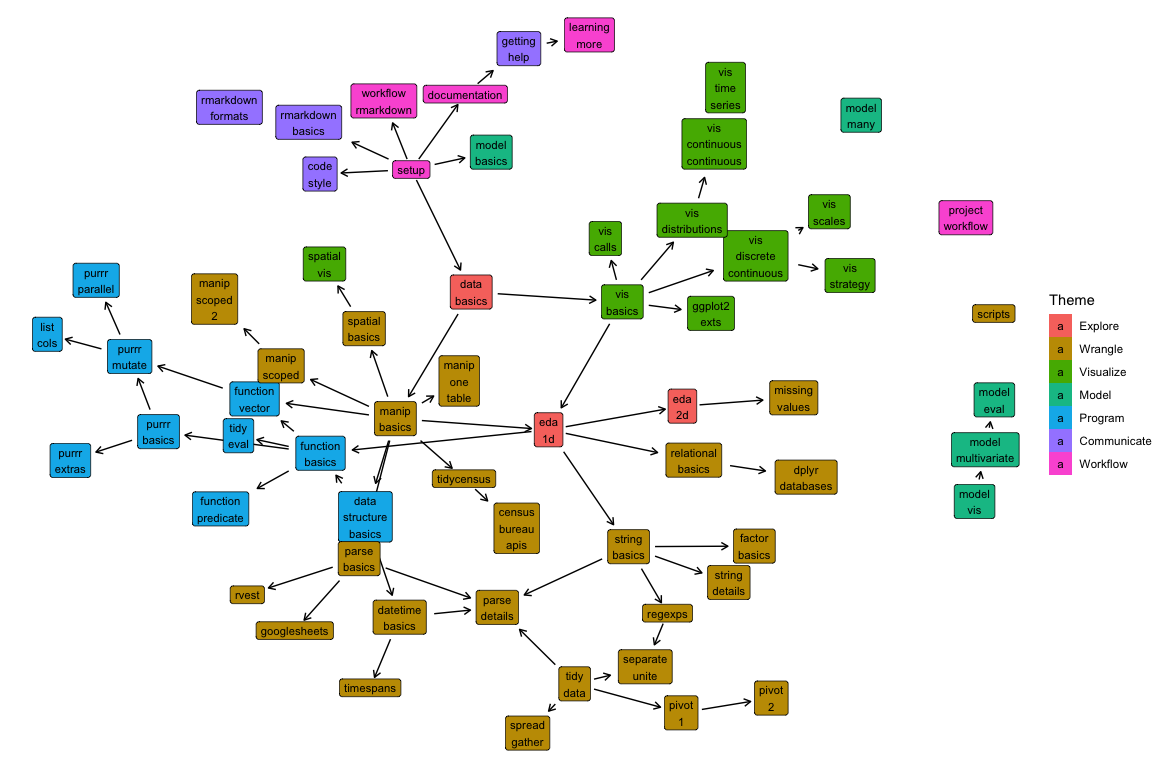 learning
more
getting
help
vis
time
series
rmarkdown
formats
workflow
rmarkdown
documentation
rmarkdown
basics
model
many
vis
continuous
continuous
model
basics
code
style
setup
vis
distributions
vis
scales
project
workflow
vis
calls
vis
discrete
continuous
spatial
vis
vis
strategy
purrr
parallel
manip
scoped
2
data
basics
vis
basics
ggplot2
exts
scripts
Theme
a Explore
a Wrangle
a Visualize
a Model
a Program
a Communicate
a Workflow
list
cols
spatial
basics
purrr
mutate
manip
scoped
manip
one
table
function
vector
manip
basics
eda
2d
missing
values
model
eval
purrr
basics
tidy
eval
eda
1d
function
basics
purrr
extras
relational
basics
model
multivariate
tidycensus
dplyr
databases
function
predicate
data
structure
basics
model
vis
census
bureau
apis
parse
basics
string
basics
factor
basics
rvest
string
details
parse
details
googlesheets
datetime
basics
regexps
timespans
separate
unite
tidy
data
pivot
1
pivot
2
spread
gather